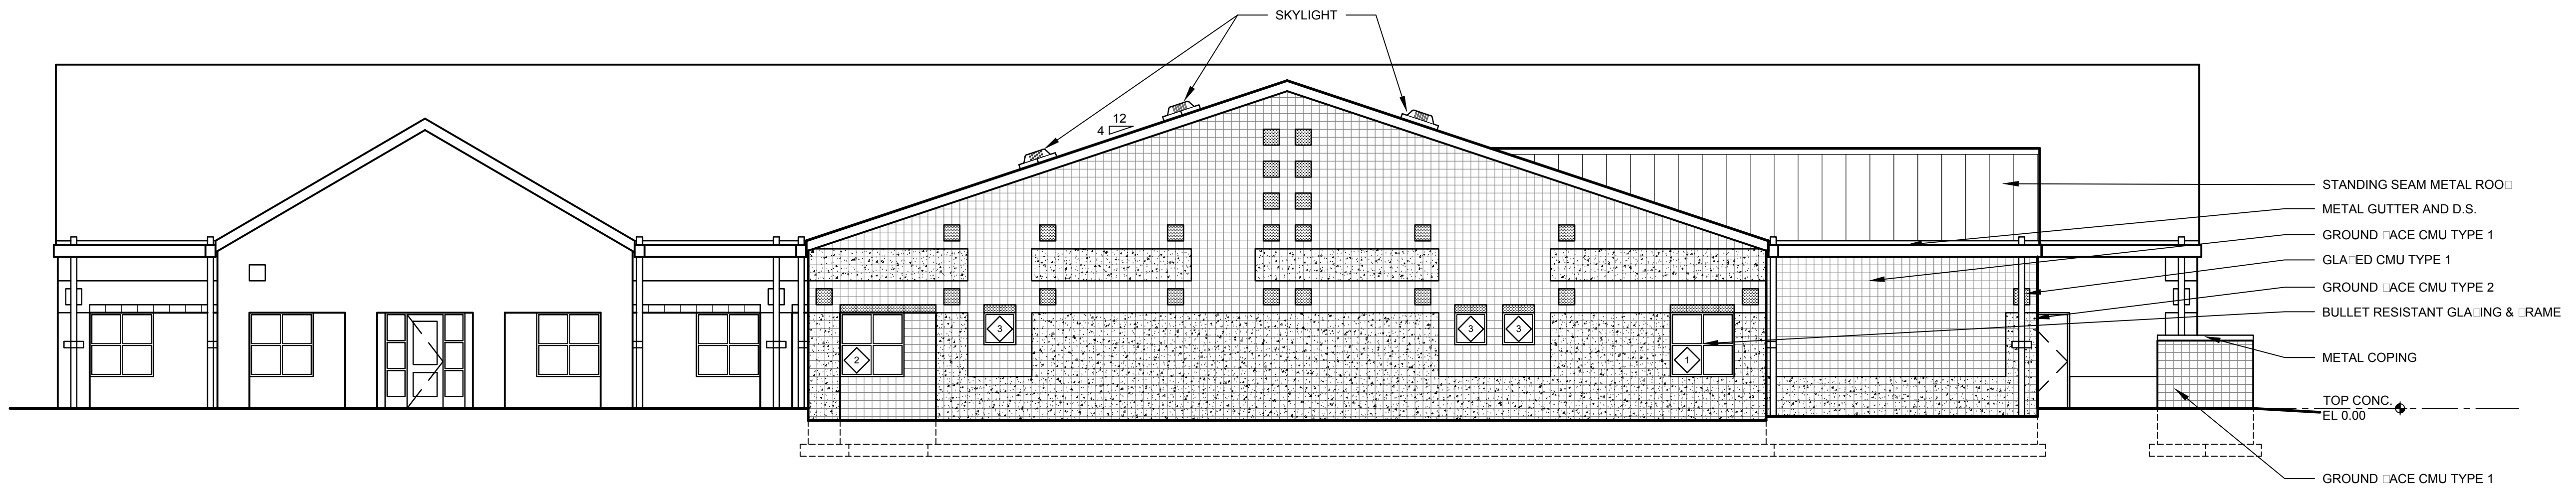 SKYLIGHT
12
4
STANDING SEAM METAL ROO□
METAL GUTTER AND D.S.
GROUND □ACE CMU TYPE 1
GLA□ED CMU TYPE 1
GROUND □ACE CMU TYPE 2
BULLET RESISTANT GLA□ING & □RAME
3
3
3
2
1
METAL COPING
TOP CONC.
EL 0.00
GROUND □ACE CMU TYPE 1